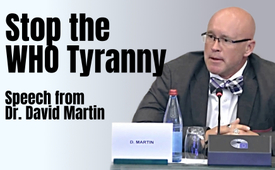 Stop the
WHO Tyranny
Speech from
Dr. David Martin
D. MARTIN